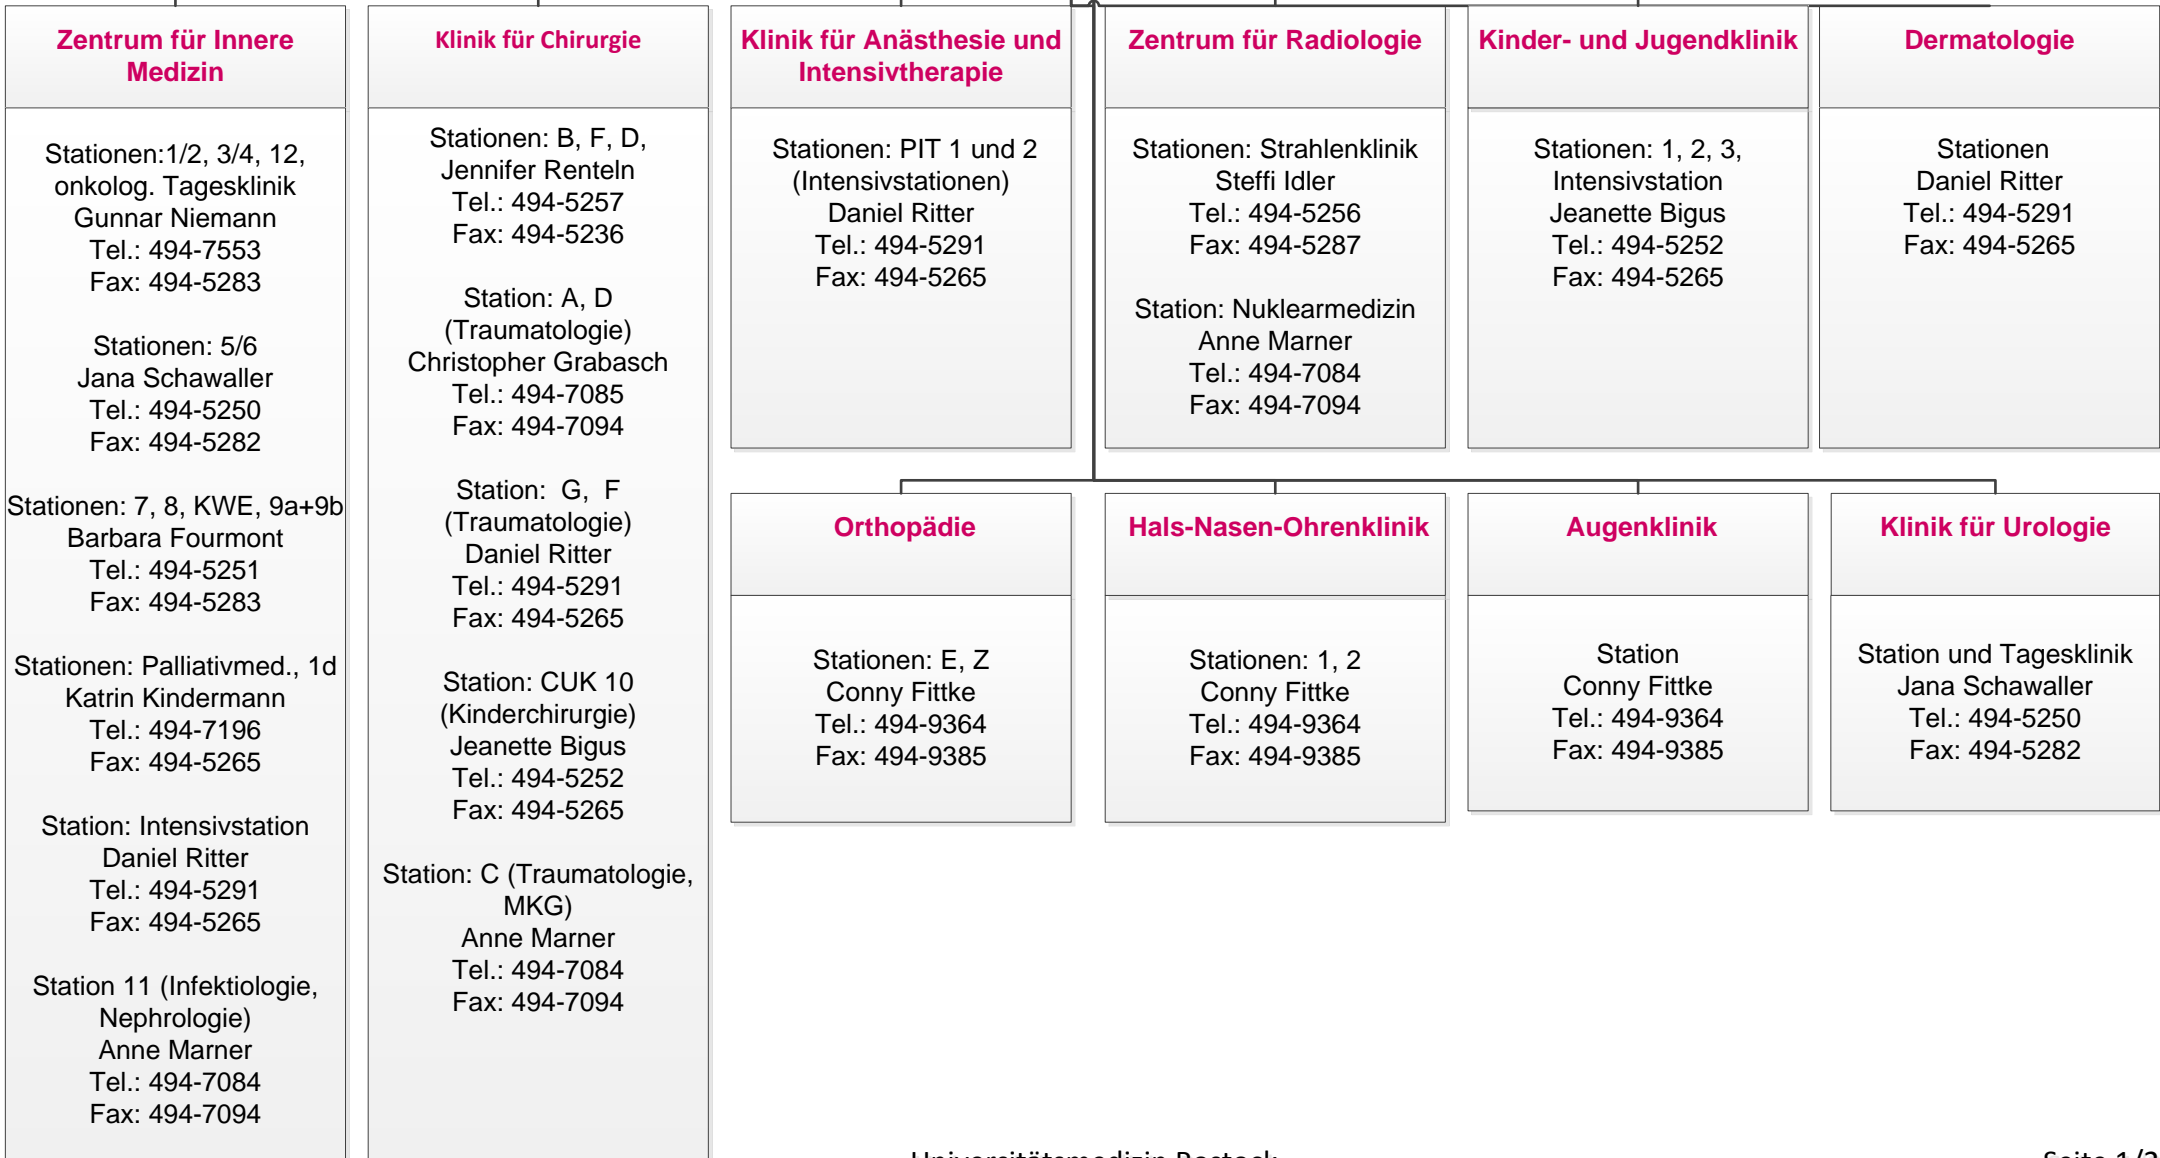 Zentrum für Innere
Medizin
Stationen:1/2, 3/4, 12,
onkolog. Tagesklinik
Gunnar Niemann
Tel.: 494-7553
Fax: 494-5283
Stationen: 5/6
Jana Schawaller
Tel.: 494-5250
Fax: 494-5282
Stationen: 7, 8, KWE, 9a+9b
Barbara Fourmont
Tel.: 494-5251
Fax: 494-5283
Stationen: Palliativmed., 1d
Katrin Kindermann
Tel.: 494-7196
Fax: 494-5265
Station: Intensivstation
Daniel Ritter
Tel.: 494-5291
Fax: 494-5265
Station 11 (Infektiologie,
Nephrologie)
Anne Marner
Tel.: 494-7084
Fax: 494-7094
Klinik für Chirurgie
Stationen: B, F, D,
Jennifer Renteln
Tel.: 494-5257
Fax: 494-5236
Station: A, D
(Traumatologie)
Christopher Grabasch
Tel.: 494-7085
Fax: 494-7094
Station:  G,  F
(Traumatologie)
Daniel Ritter
Tel.: 494-5291
Fax: 494-5265
Station: CUK 10
(Kinderchirurgie)
Jeanette Bigus
Tel.: 494-5252
Fax: 494-5265
Station: C (Traumatologie,
MKG)
Anne Marner
Tel.: 494-7084
Fax: 494-7094
Klinik für Anästhesie und
Intensivtherapie
Stationen: PIT 1 und 2
(Intensivstationen)
Daniel Ritter
Tel.: 494-5291
Fax: 494-5265
Zentrum für Radiologie
Stationen: Strahlenklinik
Steffi Idler
Tel.: 494-5256
Fax: 494-5287
Station: Nuklearmedizin
Anne Marner
Tel.: 494-7084
Fax: 494-7094
Kinder- und Jugendklinik
Stationen: 1, 2, 3,
Intensivstation
Jeanette Bigus
Tel.: 494-5252
Fax: 494-5265
Dermatologie
Stationen
Daniel Ritter
Tel.: 494-5291
Fax: 494-5265
Orthopädie
Stationen: E, Z
Conny Fittke
Tel.: 494-9364
Fax: 494-9385
Hals-Nasen-Ohrenklinik
Stationen: 1, 2
Conny Fittke
Tel.: 494-9364
Fax: 494-9385
Augenklinik
Station
Conny Fittke
Tel.: 494-9364
Fax: 494-9385
Klinik für Urologie
Station und Tagesklinik
Jana Schawaller
Tel.: 494-5250
Fax: 494-5282
Universitätsmedizin Rostock
Seite 1/2